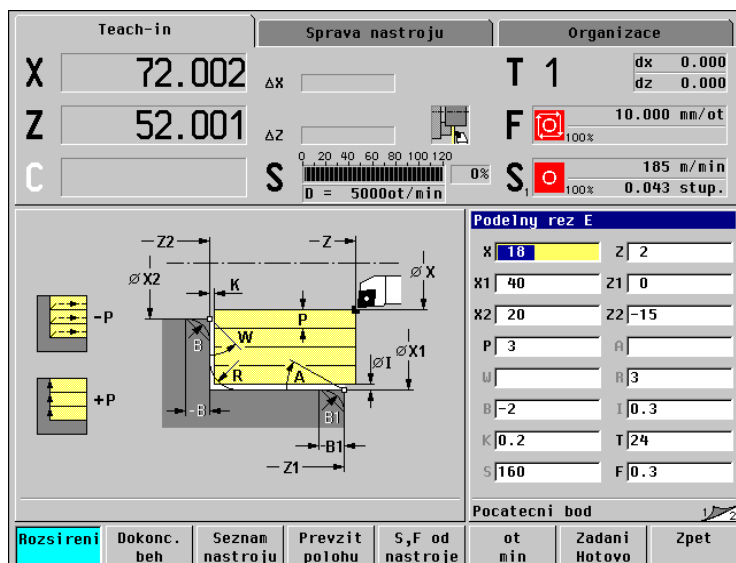 Teach-in
Sprava nastroju
Organizace
X 72.002
ΔX
T 1
dx 0.000
dz 0.000
Z 52.001
ΔZ
F 100% 10.000 mm/ot
C
S
0 20 40 60 80 100 120
0%
D = 5000ot/min
S1 100% 185 m/min
0.043 stup.
Z2
Z
ØX2
K
ØX
-P
P
B
W
ØI
ØX1
R
A
+P
-B
-B1
Z1
Podelny rez E
X 18
Z 2
X1 40
Z1 0
X2 20
Z2 -15
P 3
A
W
R 3
B -2
I 0.3
K 0.2
T 24
S 160
F 0.3
Pocatecni bod
1 2
Rozsireni
Dokonc.
beh
Seznam
nastroju
Prevzit
polohu
S,F od
nastroje
ot
min
Zadani
Hotovo
Zpet